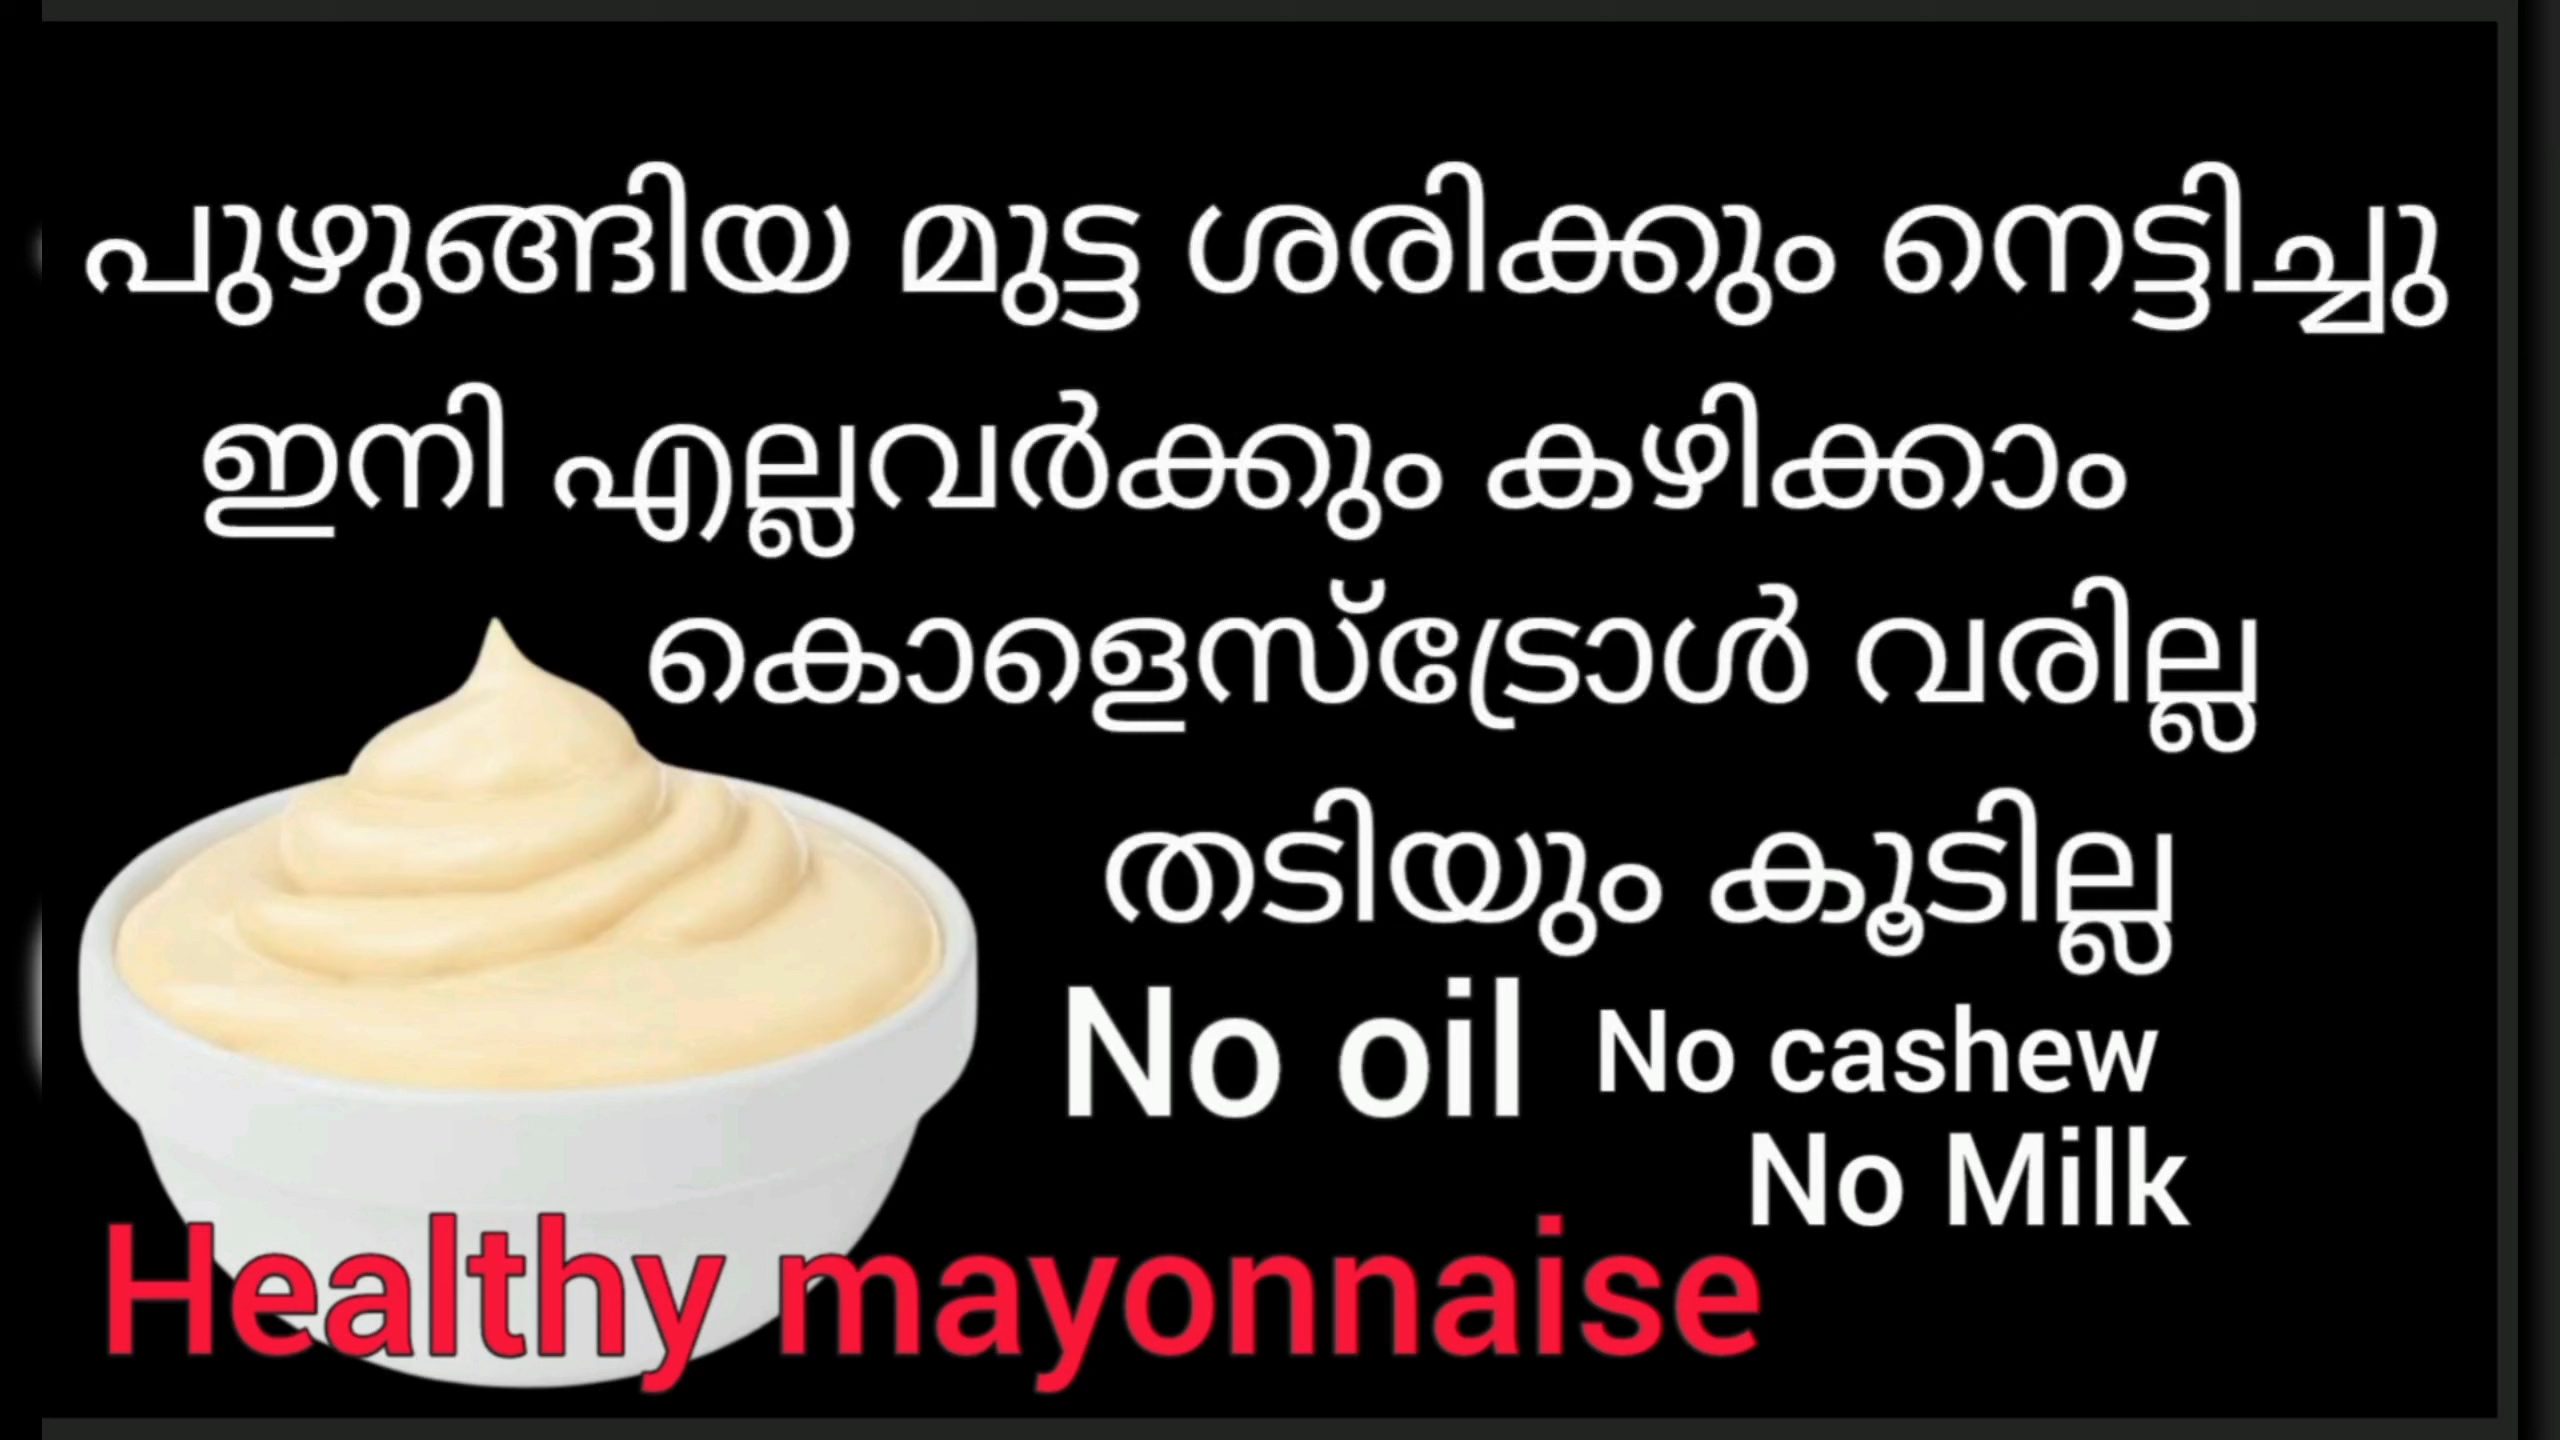 പുഴുങ്ങിയ മുട്ട ശരിക്കും നെട്ടിച്ചു
ഇനി എല്ലവർക്കും കഴിക്കാം
കൊളെസ്ട്രോൾ വരില്ല
തടിയും കൂടില്ല
No oil No cashew
No Milk
Healthy mayonnaise